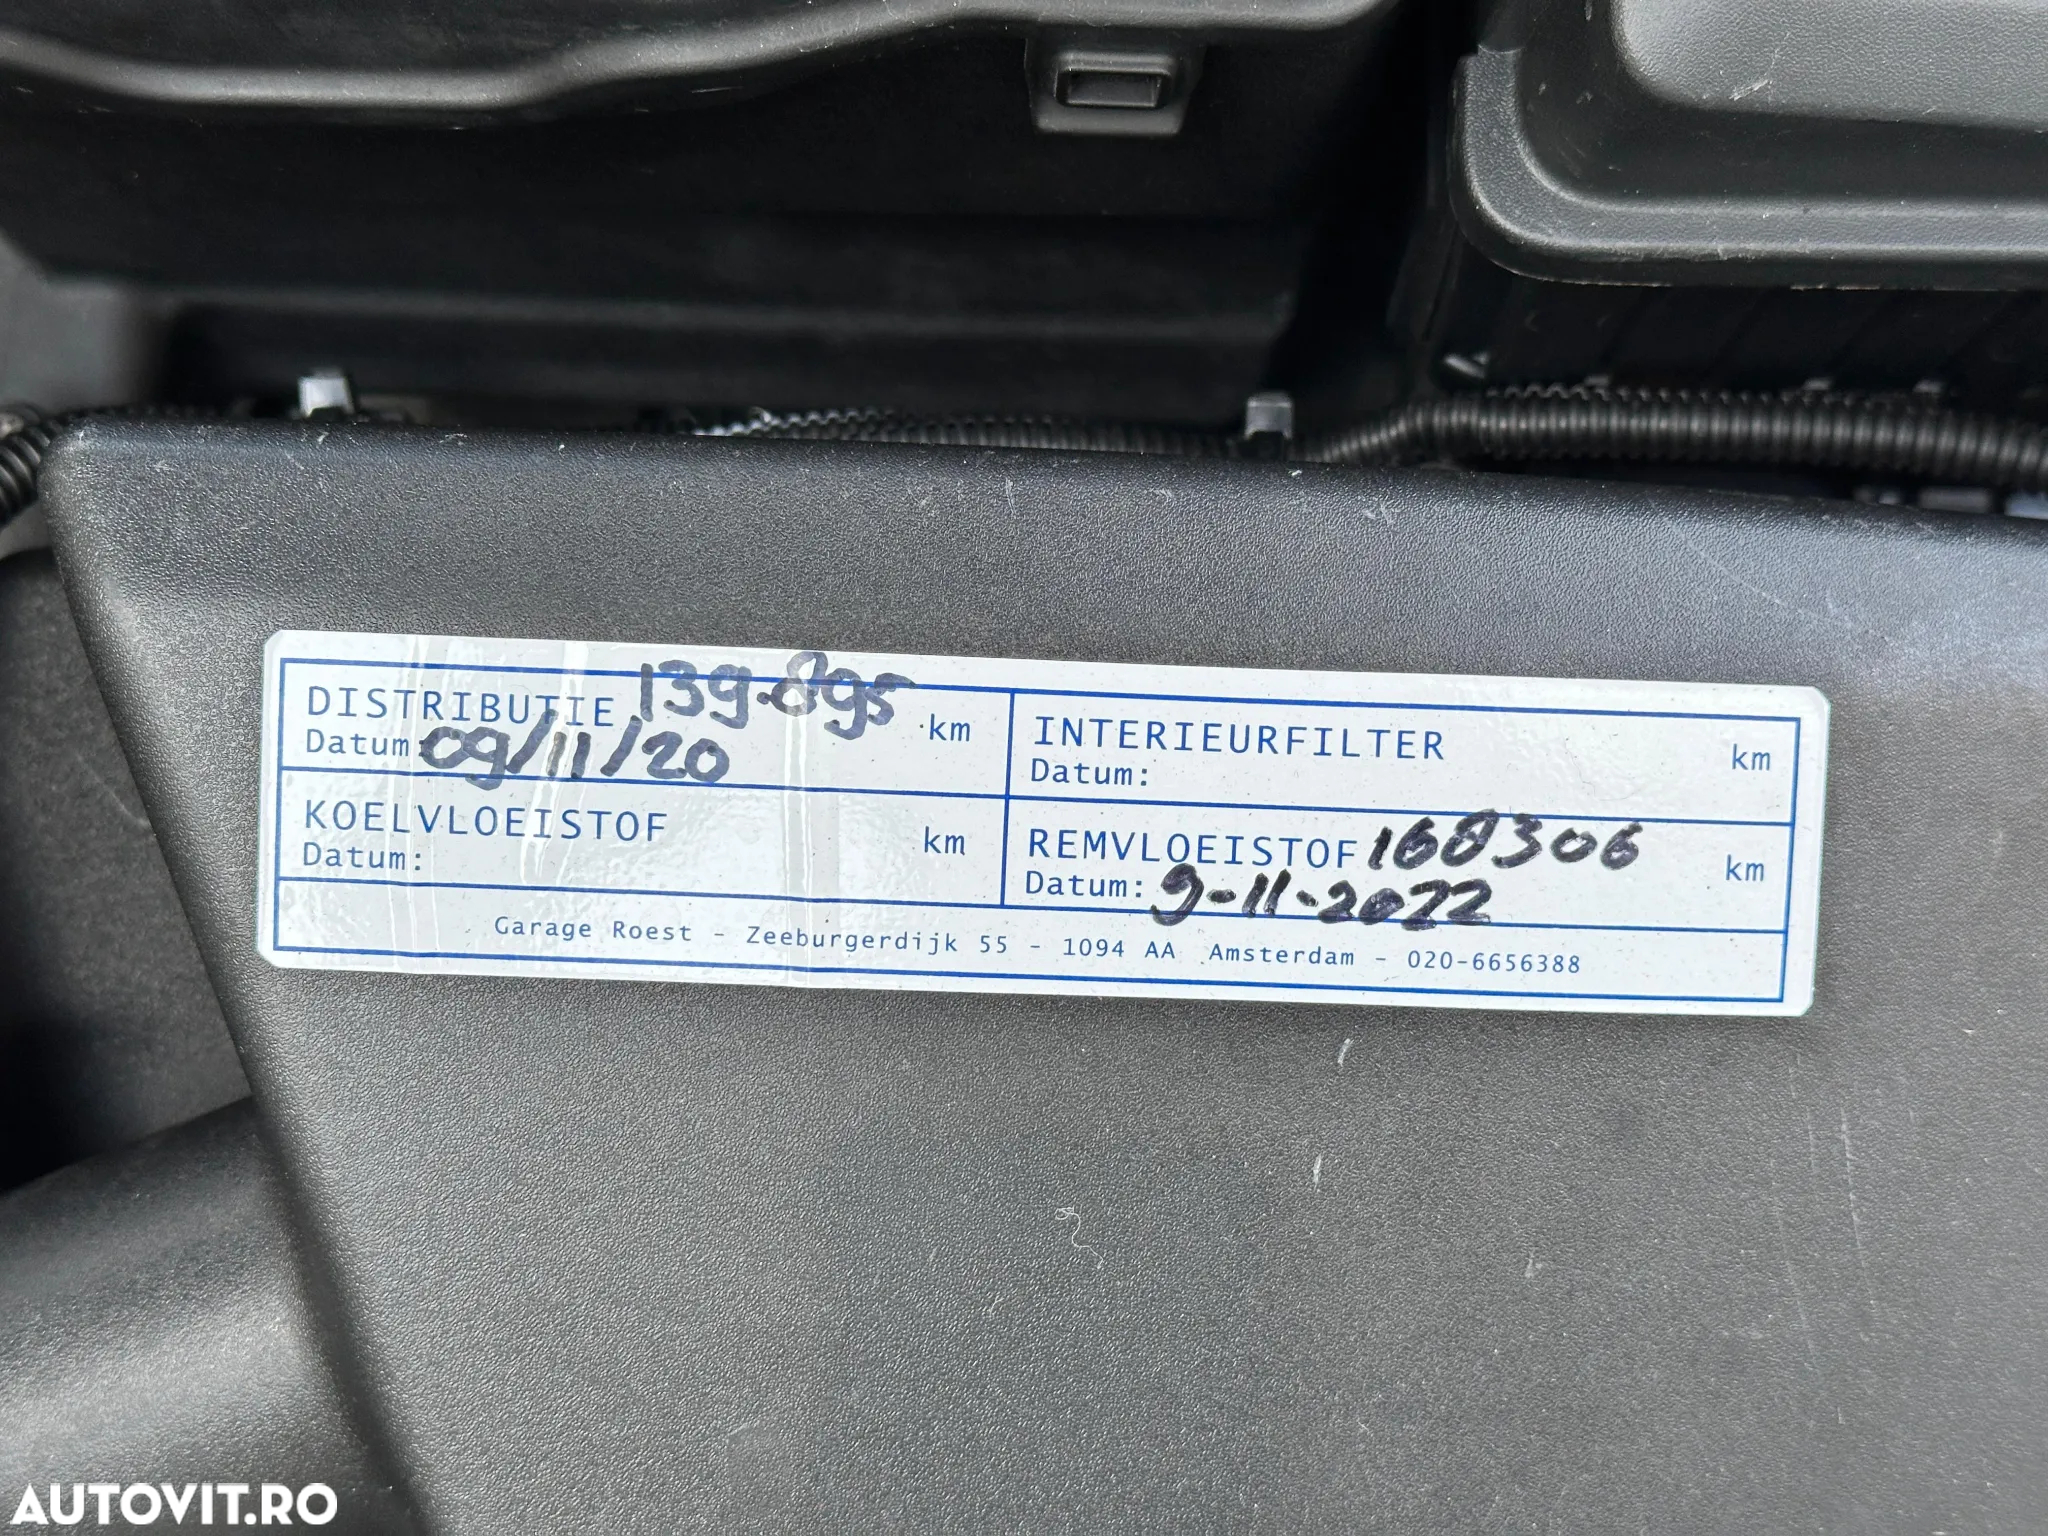 DISTRIBUTIE 139.895 km
Datum: 09/11/20
INTERIEURFILTER km
Datum:
KOELVLOEISTOF km
Datum:
REMVLOEISTOF 168306 km
Datum: 9-11-2022
Garage Roest - Zeeburgerdijk 55 - 1094 AA Amsterdam - 020-6656388
AUTOVIT.RO